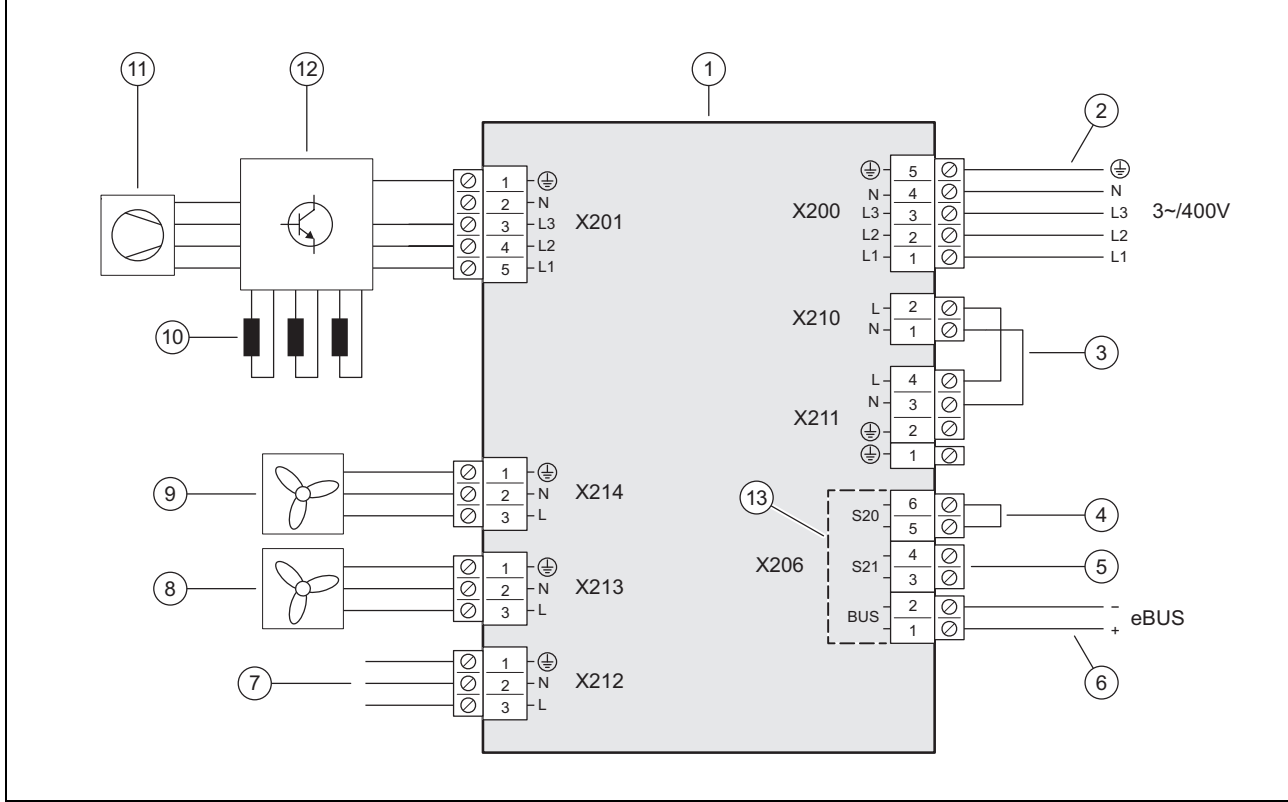 11
12
1
2
1
2 N
3 L3
4 L2
5 L1
X201
X200
5
N 4
L3 3
L2 2
L1 1
N
L3
L2
L1
3~/400V
X210
L 2
N 1
3
10
X211
L 4
N 3
2
1
9
1
2 N
3 L
X214
13
X206
S20
6
5
4
S21
4
3
5
BUS
2
1
–
+
eBUS
6
8
1
2 N
3 L
X213
7
1
2 N
3 L
X212